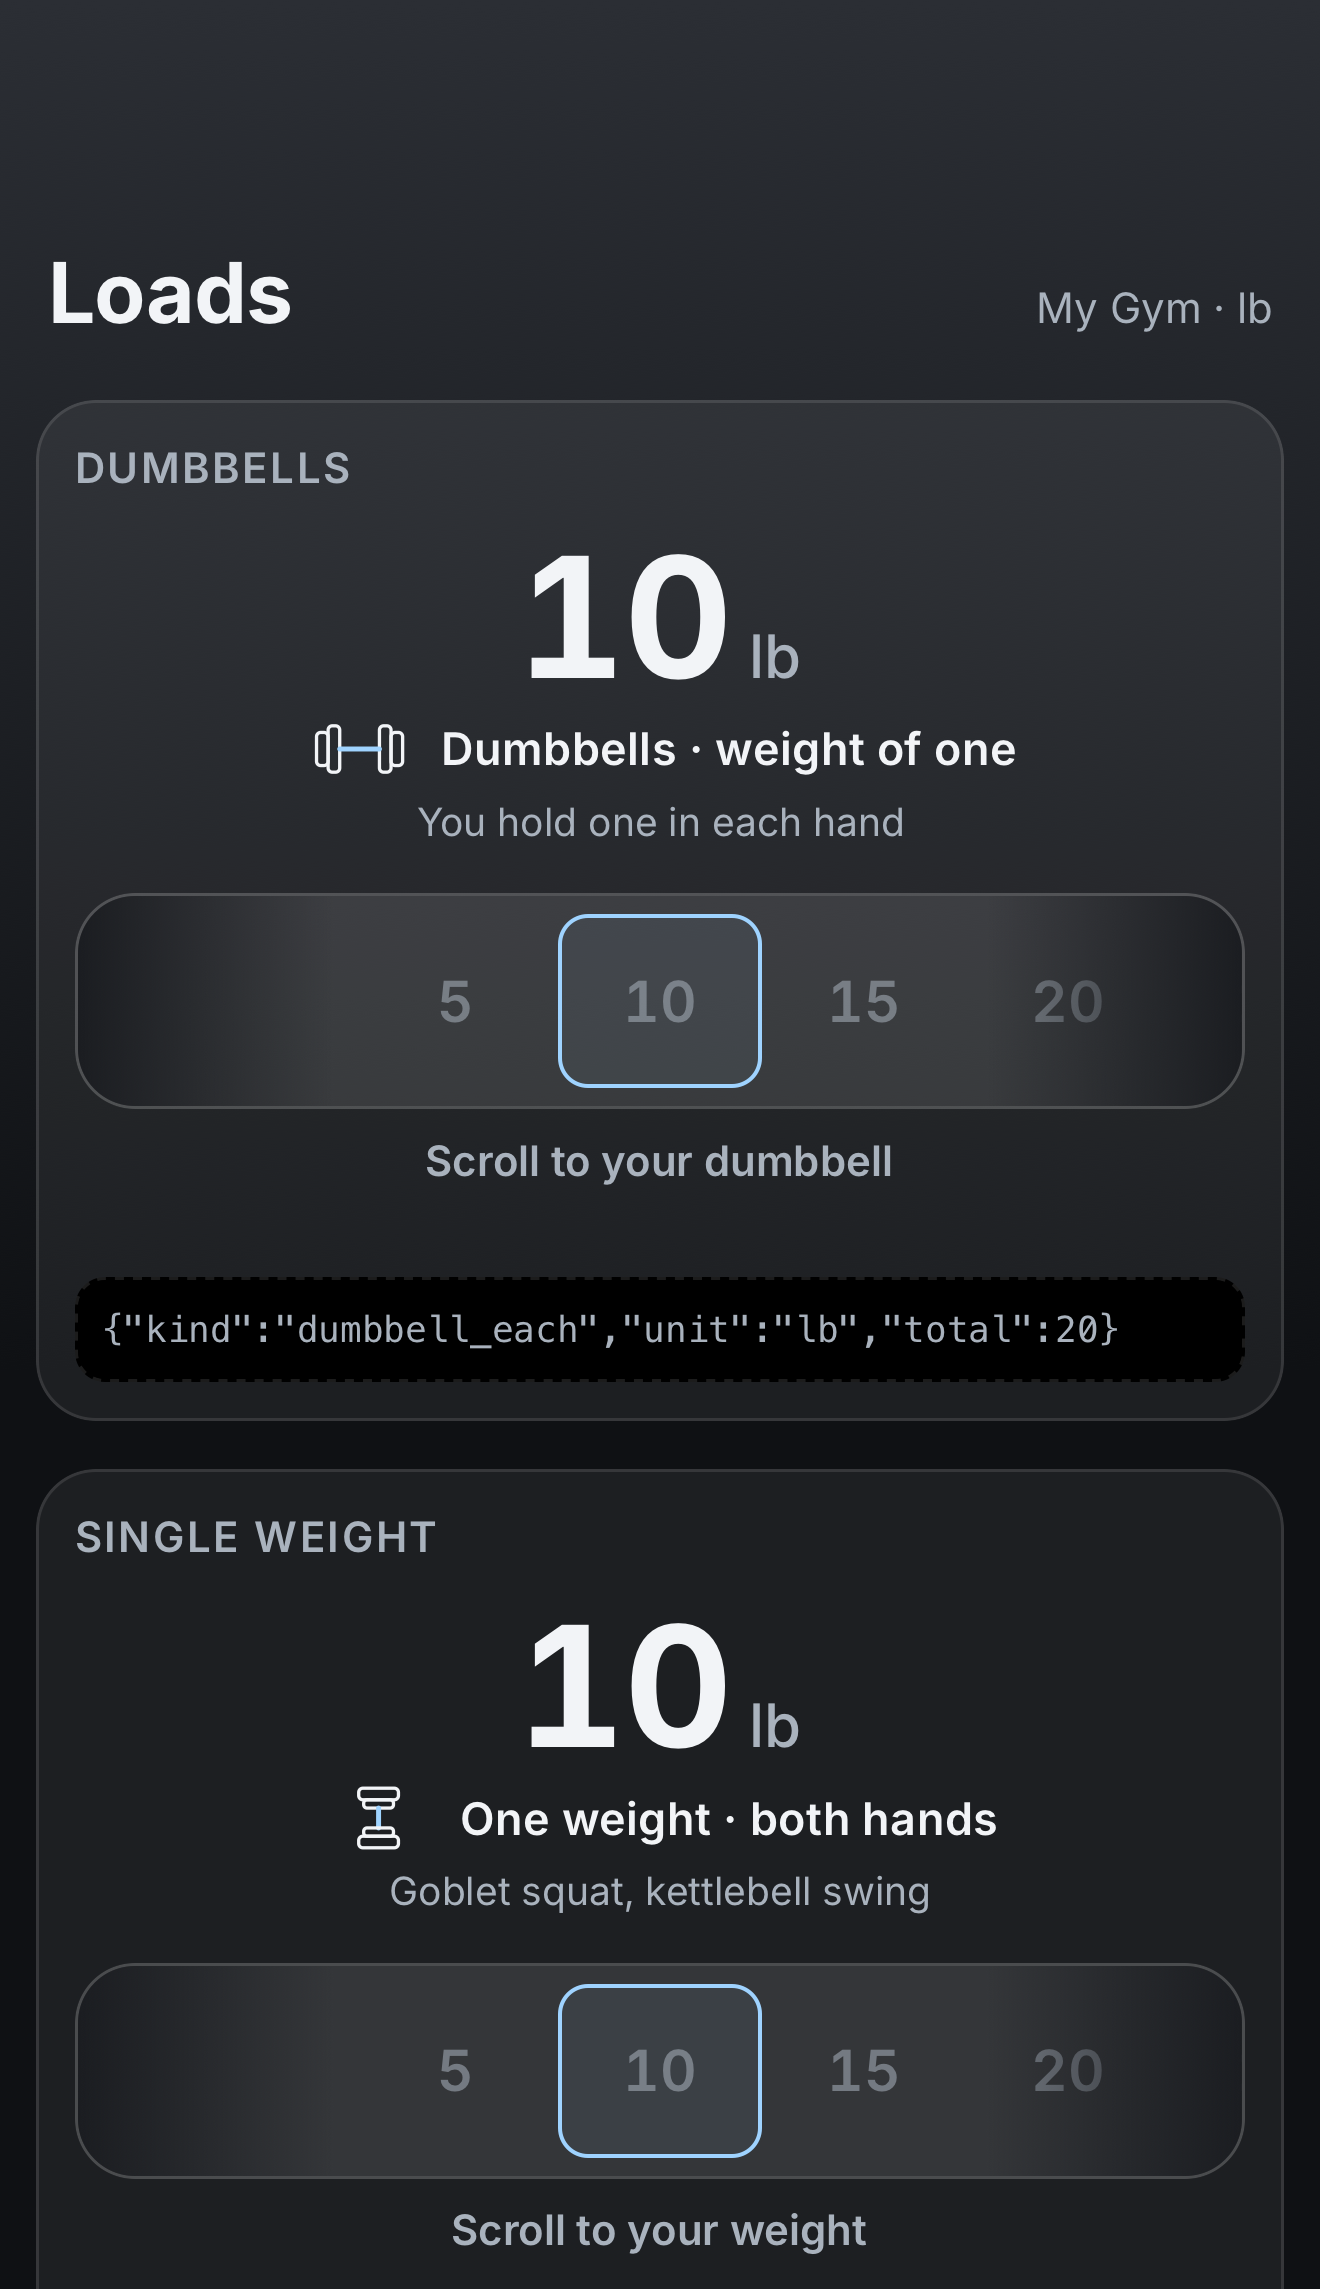 Loads
My Gym · lb
DUMBBELLS
10 lb
Dumbbells · weight of one
You hold one in each hand
5 10 15 20
Scroll to your dumbbell
{"kind":"dumbbell_each","unit":"lb","total":20}
SINGLE WEIGHT
10 lb
One weight · both hands
Goblet squat, kettlebell swing
5 10 15 20
Scroll to your weight